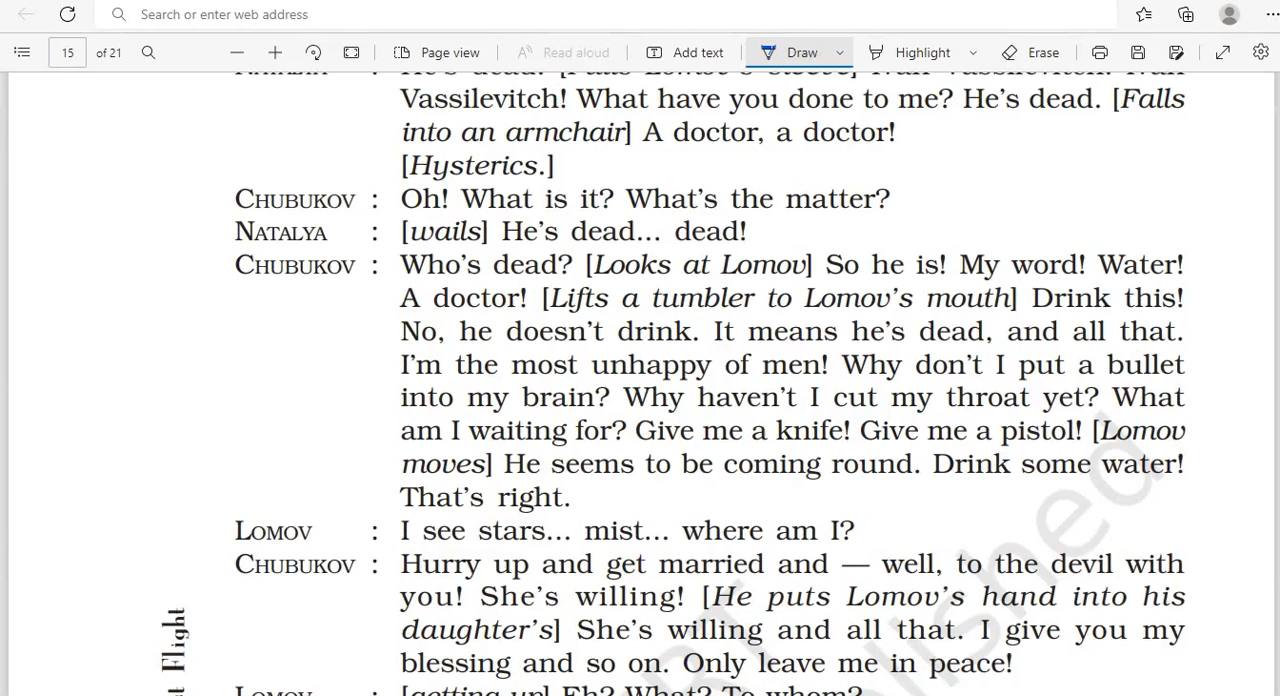 Search or enter web address
15 of 21 Page view Read aloud Add text Draw Highlight Erase
Vassilevitch! What have you done to me? He's dead. [Falls
into an armchair] A doctor, a doctor!
[Hysterics.]
CHUBUKOV : Oh! What is it? What's the matter?
NATALYA : [wails] He's dead... dead!
CHUBUKOV : Who's dead? [Looks at Lomov] So he is! My word! Water!
A doctor! [Lifts a tumbler to Lomov's mouth] Drink this!
No, he doesn't drink. It means he's dead, and all that.
I'm the most unhappy of men! Why don't I put a bullet
into my brain? Why haven't I cut my throat yet? What
am I waiting for? Give me a knife! Give me a pistol! [Lomov
moves] He seems to be coming round. Drink some water!
That's right.
LOMOV : I see stars... mist... where am I?
CHUBUKOV : Hurry up and get married and — well, to the devil with
you! She's willing! [He puts Lomov's hand into his
daughter's] She's willing and all that. I give you my
blessing and so on. Only leave me in peace!
LOMOV : [getting up] Eh? What? To whom?
Flight